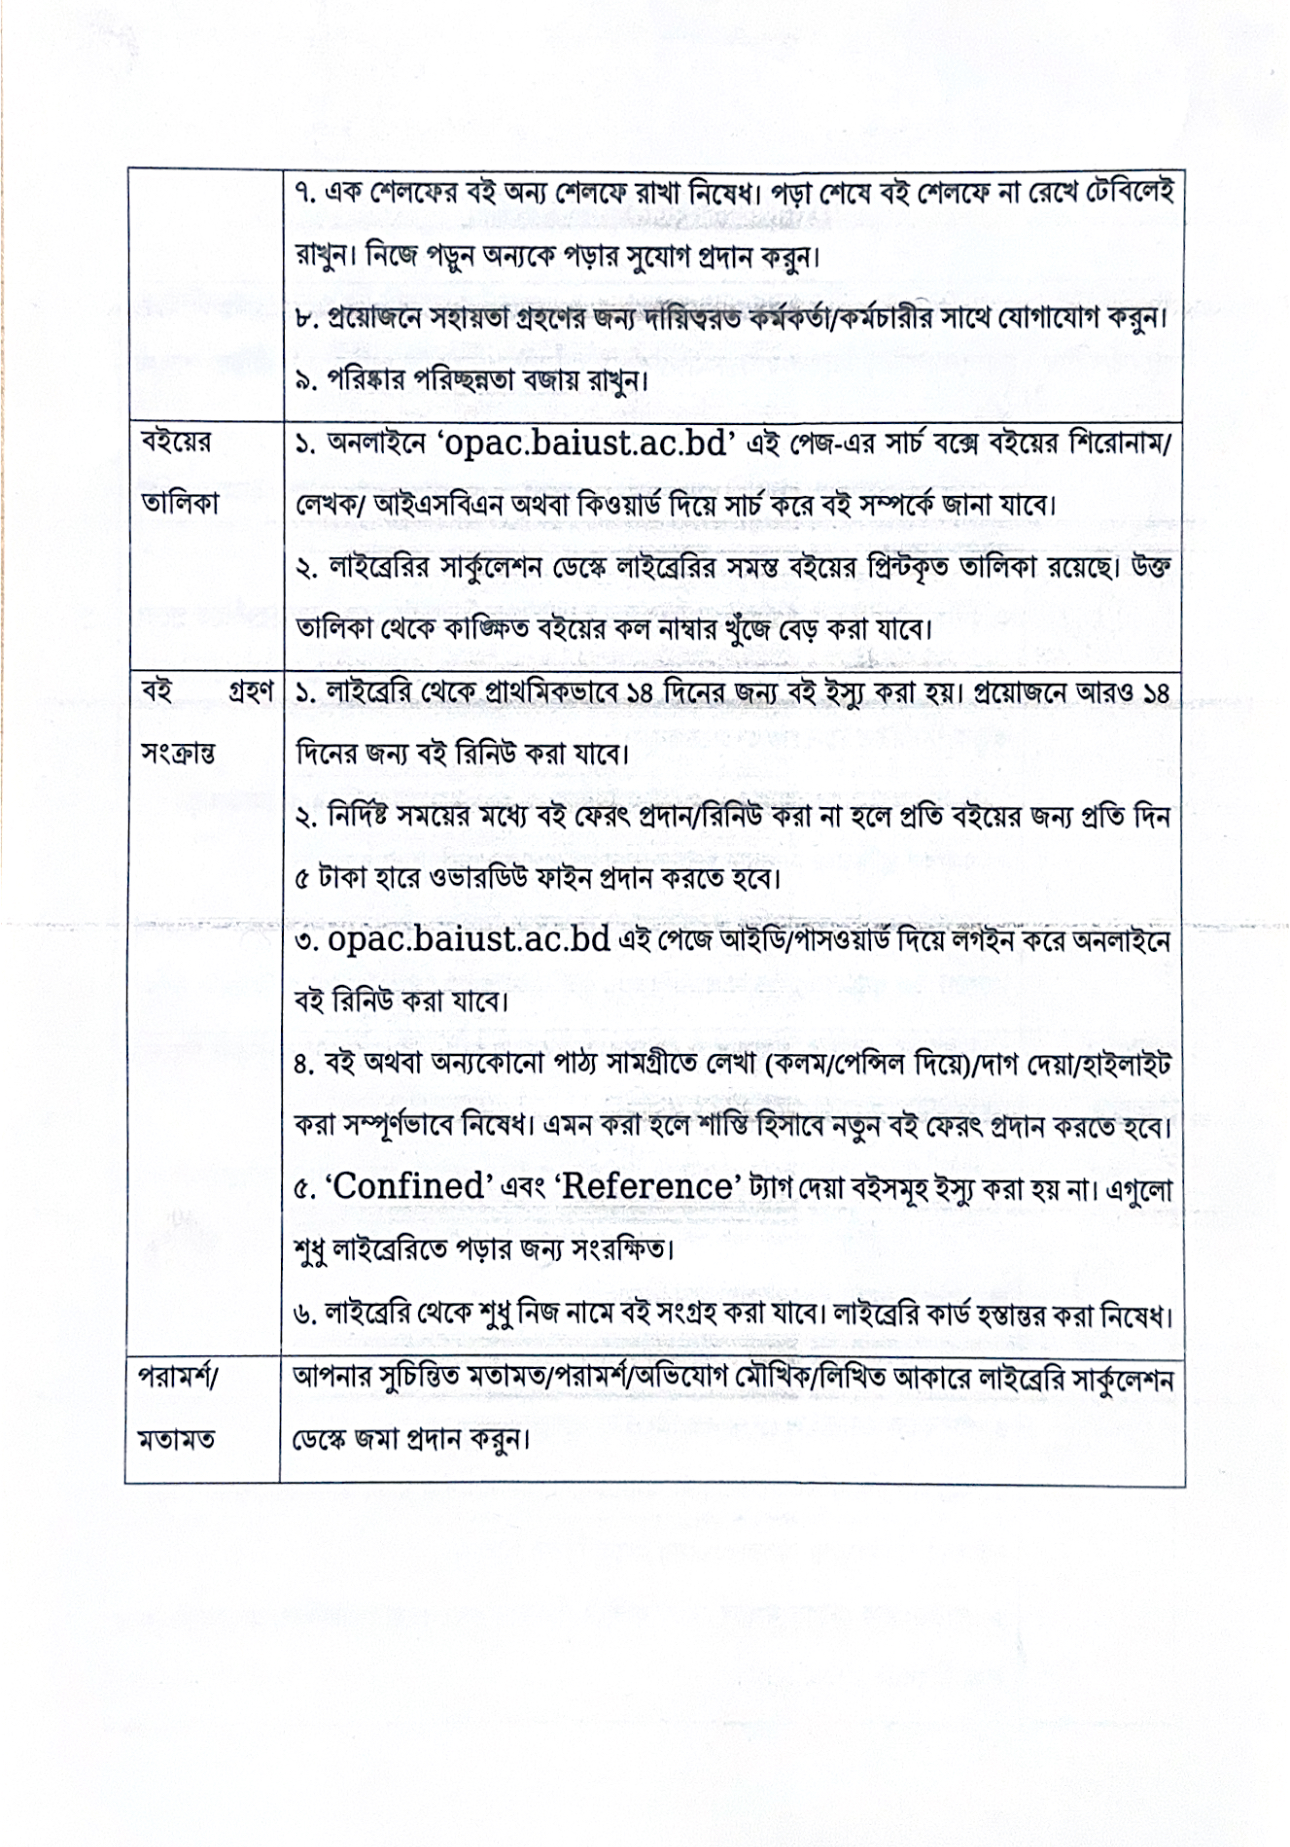 ৭. এক শেলফের বই অন্য শেলফে রাখা নিষেধ। পড়া শেষে বই শেলফে না রেখে টেবিলেই
রাখুন। নিজে পড়ুন অন্যকে পড়ার সুযোগ প্রদান করুন।
৮. প্রয়োজনে সহায়তা গ্রহণের জন্য দায়িত্বরত কর্মকর্তা/কর্মচারীর সাথে যোগাযোগ করুন।
৯. পরিষ্কার পরিচ্ছন্নতা বজায় রাখুন।
বইয়ের
তালিকা
১. অনলাইনে ‘opac.baiust.ac.bd’ এই পেজ-এর সার্চ বক্সে বইয়ের শিরোনাম/
লেখক/ আইএসবিএন অথবা কিওয়ার্ড দিয়ে সার্চ করে বই সম্পর্কে জানা যাবে।
২. লাইব্রেরির সার্কুলেশন ডেস্কে লাইব্রেরির সমস্ত বইয়ের প্রিন্টকৃত তালিকা রয়েছে। উক্ত
তালিকা থেকে কাঙ্ক্ষিত বইয়ের কল নাম্বার খুঁজে বেড় করা যাবে।
বই গ্রহণ
সংক্রান্ত
১. লাইব্রেরি থেকে প্রাথমিকভাবে ১৪ দিনের জন্য বই ইস্যু করা হয়। প্রয়োজনে আরও ১৪
দিনের জন্য বই রিনিউ করা যাবে।
২. নির্দিষ্ট সময়ের মধ্যে বই ফেরৎ প্রদান/রিনিউ করা না হলে প্রতি বইয়ের জন্য প্রতি দিন
৫ টাকা হারে ওভারডিউ ফাইন প্রদান করতে হবে।
৩. opac.baiust.ac.bd এই পেজে আইডি/পাসওয়ার্ড দিয়ে লগইন করে অনলাইনে
বই রিনিউ করা যাবে।
৪. বই অথবা অন্যকোনো পাঠ্য সামগ্রীতে লেখা (কলম/পেন্সিল দিয়ে)/দাগ দেয়া/হাইলাইট
করা সম্পূর্ণভাবে নিষেধ। এমন করা হলে শাস্তি হিসাবে নতুন বই ফেরৎ প্রদান করতে হবে।
৫. ‘Confined’ এবং ‘Reference’ ট্যাগ দেয়া বইসমূহ ইস্যু করা হয় না। এগুলো
শুধু লাইব্রেরিতে পড়ার জন্য সংরক্ষিত।
৬. লাইব্রেরি থেকে শুধু নিজ নামে বই সংগ্রহ করা যাবে। লাইব্রেরি কার্ড হস্তান্তর করা নিষেধ।
পরামর্শ/
মতামত
আপনার সুচিন্তিত মতামত/পরামর্শ/অভিযোগ মৌখিক/লিখিত আকারে লাইব্রেরি সার্কুলেশন
ডেস্কে জমা প্রদান করুন।